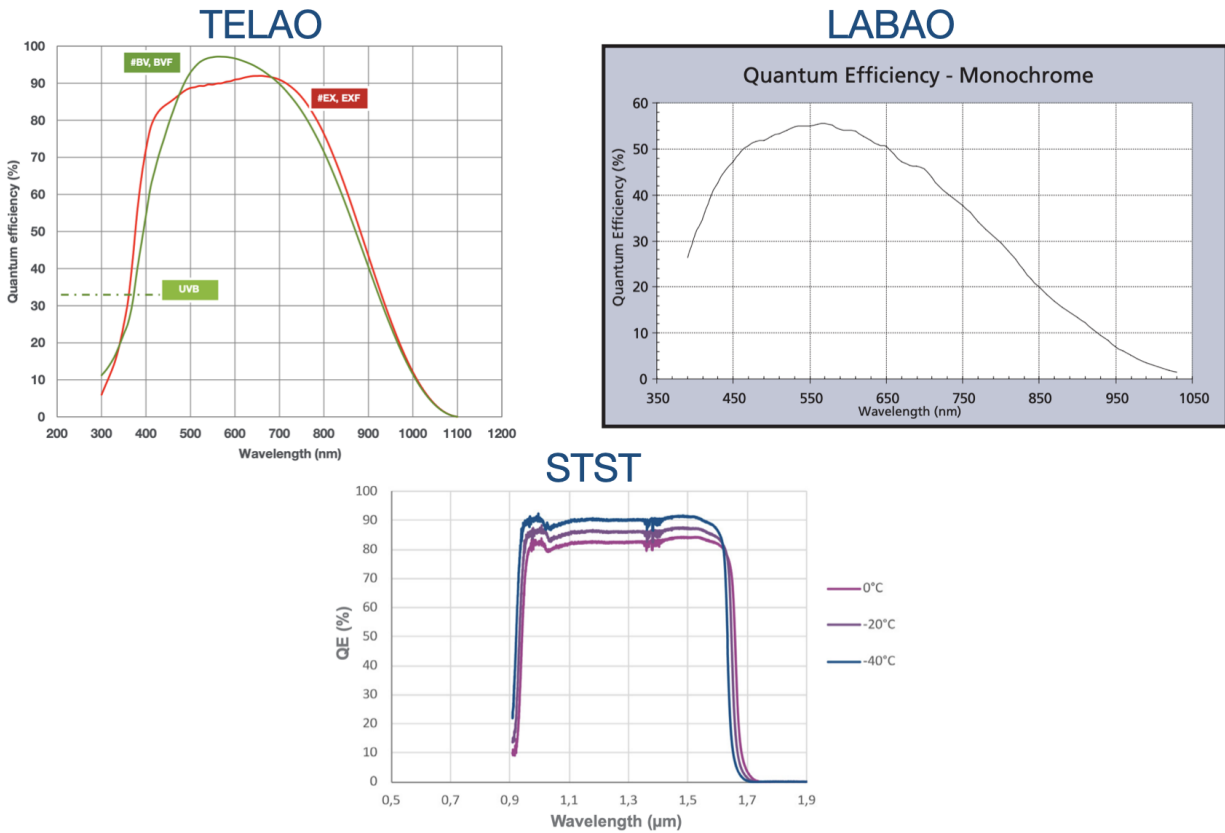 TELAO
100
90
80
70
60
50
40
30
20
10
0
Quantum efficiency (%)
#BV, BVF
#EX, EXF
UVB
200 300 400 500 600 700 800 900 1000 1100 1200
Wavelength (nm)
LABAO
Quantum Efficiency - Monochrome
60
50
40
30
20
10
0
Quantum Efficiency (%)
350 450 550 650 750 850 950 1050
Wavelength (nm)
STST
100
90
80
70
60
50
40
30
20
10
0
QE (%)
0°C
-20°C
-40°C
0,5 0,7 0,9 1,1 1,3 1,5 1,7 1,9
Wavelength (µm)